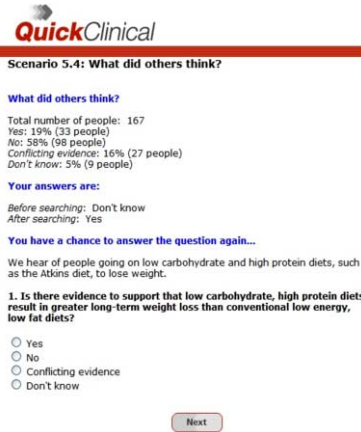 QuickClinical
Scenario 5.4: What did others think?
What did others think?
Total number of people: 167
Yes: 19% (33 people)
No: 58% (98 people)
Conflicting evidence: 16% (27 people)
Don't know: 5% (9 people)
Your answers are:
Before searching: Don't know
After searching: Yes
You have a chance to answer the question again...
We hear of people going on low carbohydrate and high protein diets, such
as the Atkins diet, to lose weight.
1. Is there evidence to support that low carbohydrate, high protein diets
result in greater long-term weight loss than conventional low energy,
low fat diets?
Yes
No
Conflicting evidence
Don't know
Next